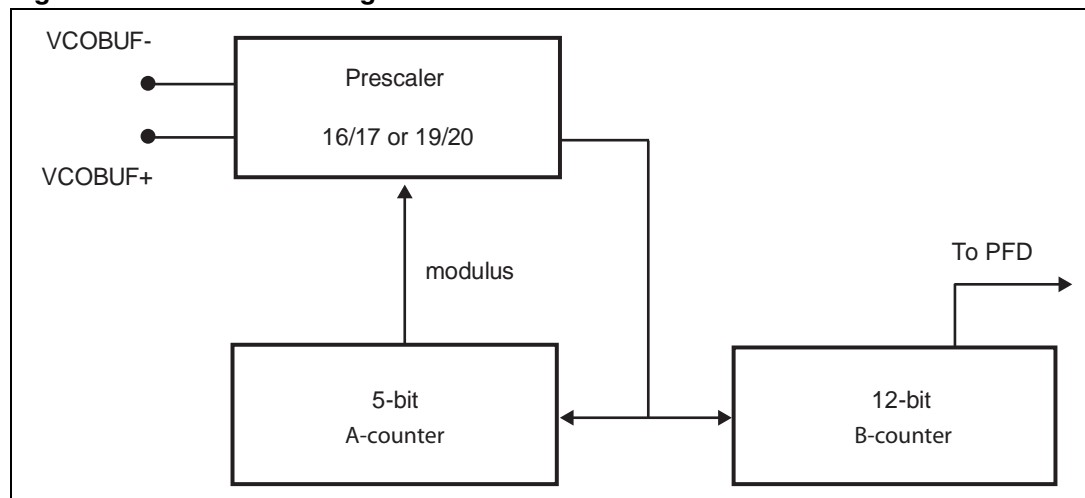 VCOBUF-
Prescaler
16/17 or 19/20
VCOBUF+
modulus
To PFD
5-bit
A-counter
12-bit
B-counter